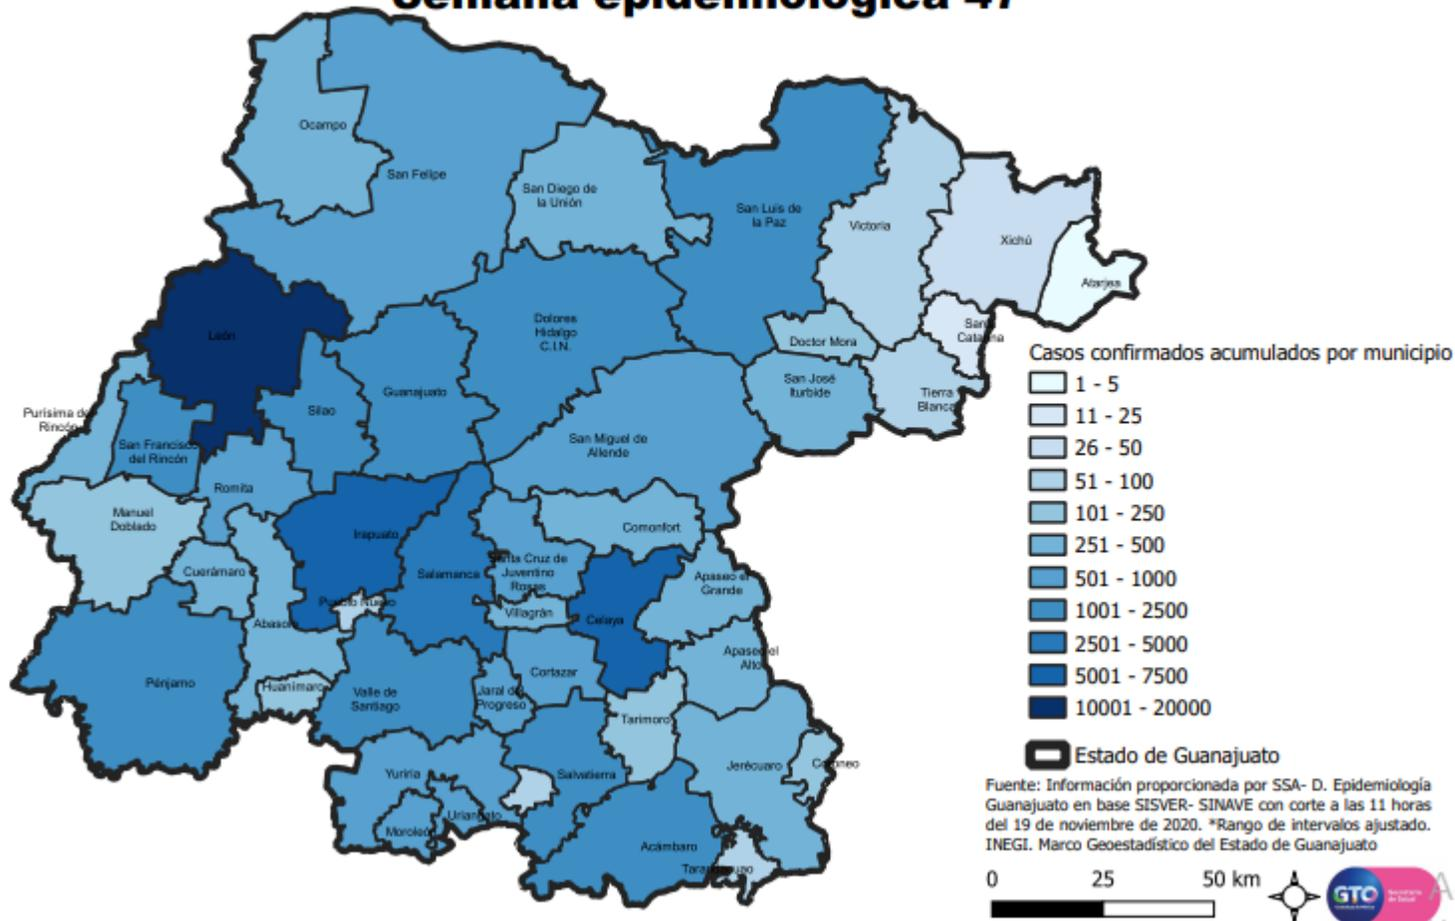 Semana epidemiológica 47
Ocampo
San Felipe
San Diego de
la Unión
San Luis de
la Paz
Victoria
Xichú
Atarjea
León
Dolores
Hidalgo
C.I.N.
Doctor Mora
Santa
Catarina
Guanajuato
Silao
San José
Iturbide
Tierra
Blanca
Purísima de
Rincón
San Francisco
del Rincón
San Miguel de
Allende
Romita
Manuel
Doblado
Irapuato
Comonfort
Cuerámaro
Salamanca
Santa Cruz de
Juventino
Rosas
Apaseo el
Grande
Pueblo Nuevo
Villagrán
Celaya
Abasolo
Apaseo el
Alto
Pénjamo
Huanímaro
Valle de
Santiago
Jaral del
Progreso
Cortazar
Tarimoro
Jerécuaro
Coroneo
Yuriria
Salvatierra
Uriangato
Moroleón
Acámbaro
Tarandacuao
Casos confirmados acumulados por municipio
1 - 5
11 - 25
26 - 50
51 - 100
101 - 250
251 - 500
501 - 1000
1001 - 2500
2501 - 5000
5001 - 7500
10001 - 20000
Estado de Guanajuato
Fuente: Información proporcionada por SSA- D. Epidemiología
Guanajuato en base SISVER- SINAVE con corte a las 11 horas
del 19 de noviembre de 2020. *Rango de intervalos ajustado.
INEGI. Marco Geoestadístico del Estado de Guanajuato
0 25 50 km
GTO
Secretaría
de Salud